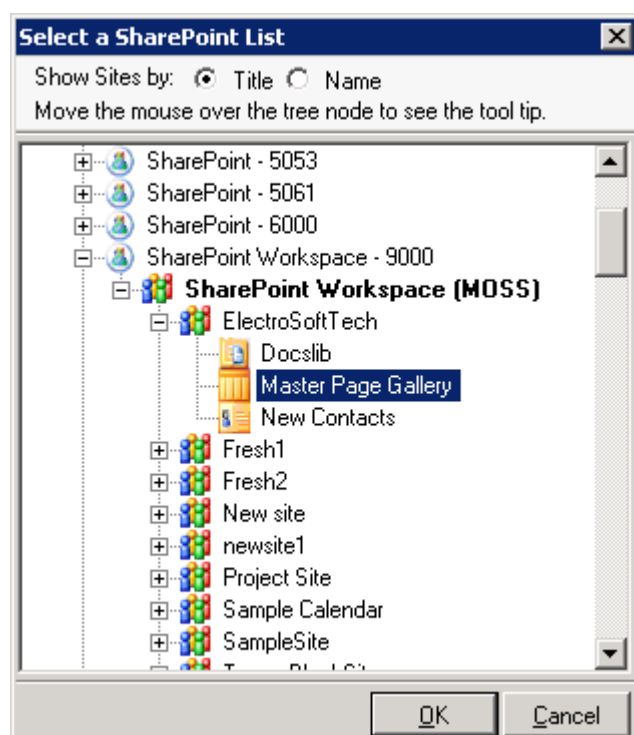 Select a SharePoint List
Show Sites by: Title Name
Move the mouse over the tree node to see the tool tip.
SharePoint - 5053
SharePoint - 5061
SharePoint - 6000
SharePoint Workspace - 9000
SharePoint Workspace (MOSS)
ElectroSoftTech
Docslib
Master Page Gallery
New Contacts
Fresh1
Fresh2
New site
newsite1
Project Site
Sample Calendar
SampleSite
OK Cancel